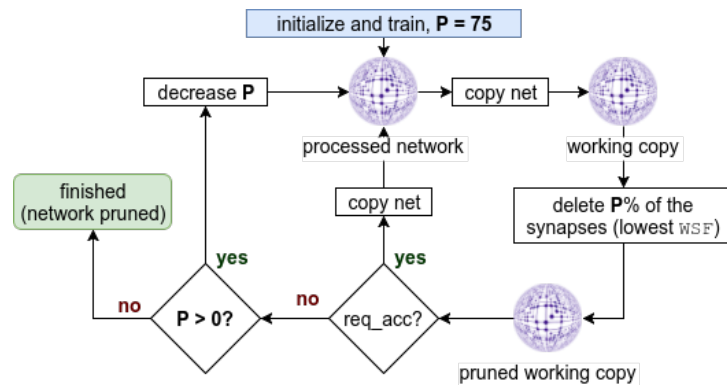 initialize and train, P = 75
decrease P
copy net
processed network
working copy
finished
(network pruned)
copy net
delete P% of the
synapses (lowest WSF)
yes
yes
no
no
P > 0?
req_acc?
pruned working copy